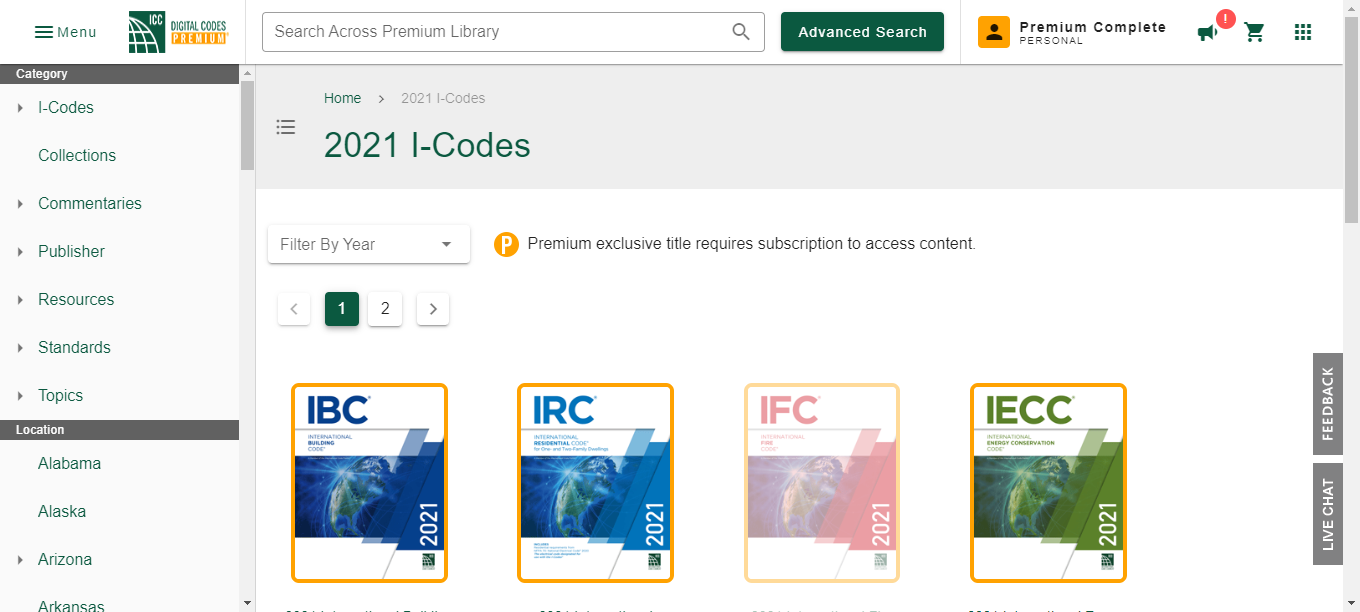 Menu
ICC
DIGITAL CODES
PREMIUM
Search Across Premium Library
Advanced Search
Premium Complete
PERSONAL
!
Category
I-Codes
Collections
Commentaries
Publisher
Resources
Standards
Topics
Location
Alabama
Alaska
Arizona
Arkansas
Home
2021 I-Codes
2021 I-Codes
Filter By Year
P
Premium exclusive title requires subscription to access content.
1
2
IBC®
INTERNATIONAL
BUILDING
CODE®
2021
IRC®
INTERNATIONAL
RESIDENTIAL CODE®
for One- and Two-Family Dwellings
2021
IFC®
INTERNATIONAL
FIRE
CODE®
2021
IECC®
INTERNATIONAL
ENERGY CONSERVATION
CODE®
2021
FEEDBACK
LIVE CHAT